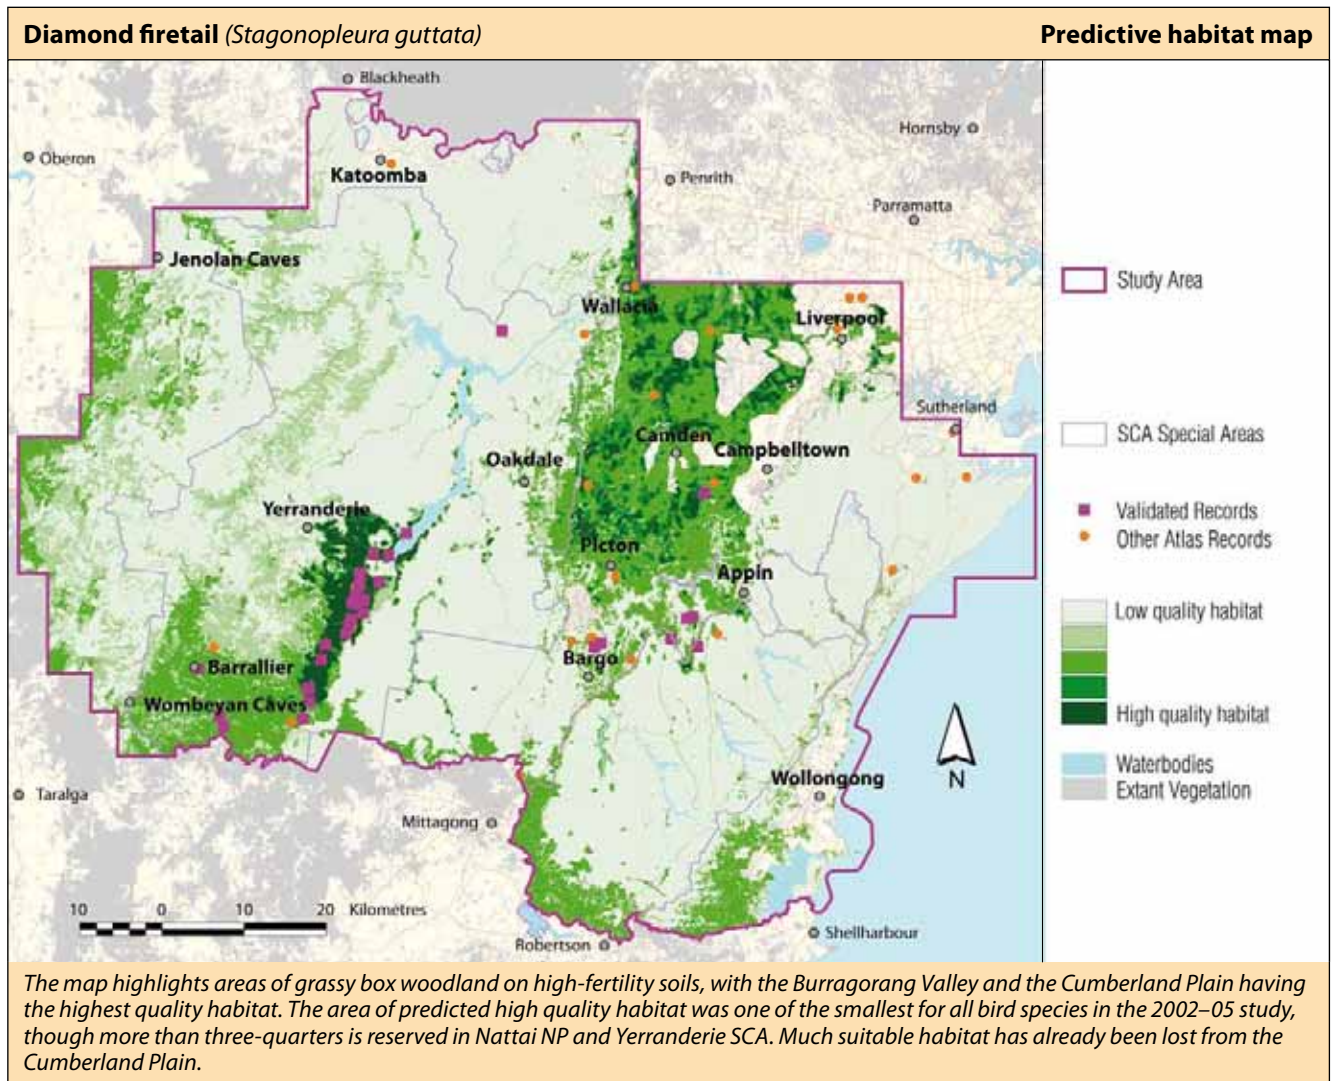 Diamond firetail (Stagonopleura guttata)
Predictive habitat map
Blackheath
Hornsby
Oberon
Katoomba
Penrith
Parramatta
Jenolan Caves
Wallacia
Liverpool
Sutherland
Camden
Campbelltown
Oakdale
Yerranderie
Picton
Appin
Barrallier
Bargo
Wombeyan Caves
Wollongong
Taralga
Mittagong
N
10 0 10 20 Kilometres
Robertson
Shellharbour
Study Area
SCA Special Areas
Validated Records
Other Atlas Records
Low quality habitat
High quality habitat
Waterbodies
Extant Vegetation
The map highlights areas of grassy box woodland on high-fertility soils, with the Burragorang Valley and the Cumberland Plain having
the highest quality habitat. The area of predicted high quality habitat was one of the smallest for all bird species in the 2002–05 study,
though more than three-quarters is reserved in Nattai NP and Yerranderie SCA. Much suitable habitat has already been lost from the
Cumberland Plain.